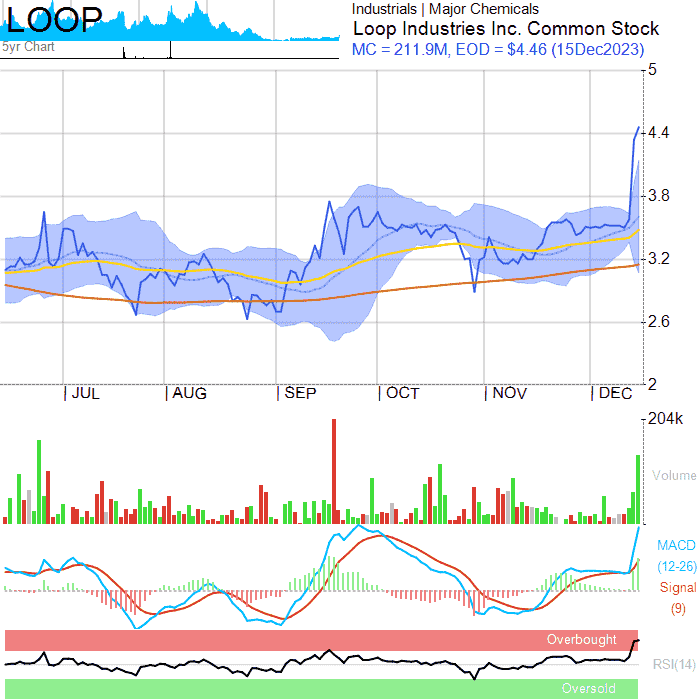 LOOP
5yr Chart
Industrials | Major Chemicals
Loop Industries Inc. Common Stock
MC = 211.9M, EOD = $4.46 (15Dec2023)
5
4.4
3.8
3.2
2.6
2
| JUL | AUG | SEP | OCT | NOV | DEC
204k
Volume
MACD
(12-26)
Signal
(9)
Overbought
RSI(14)
Oversold